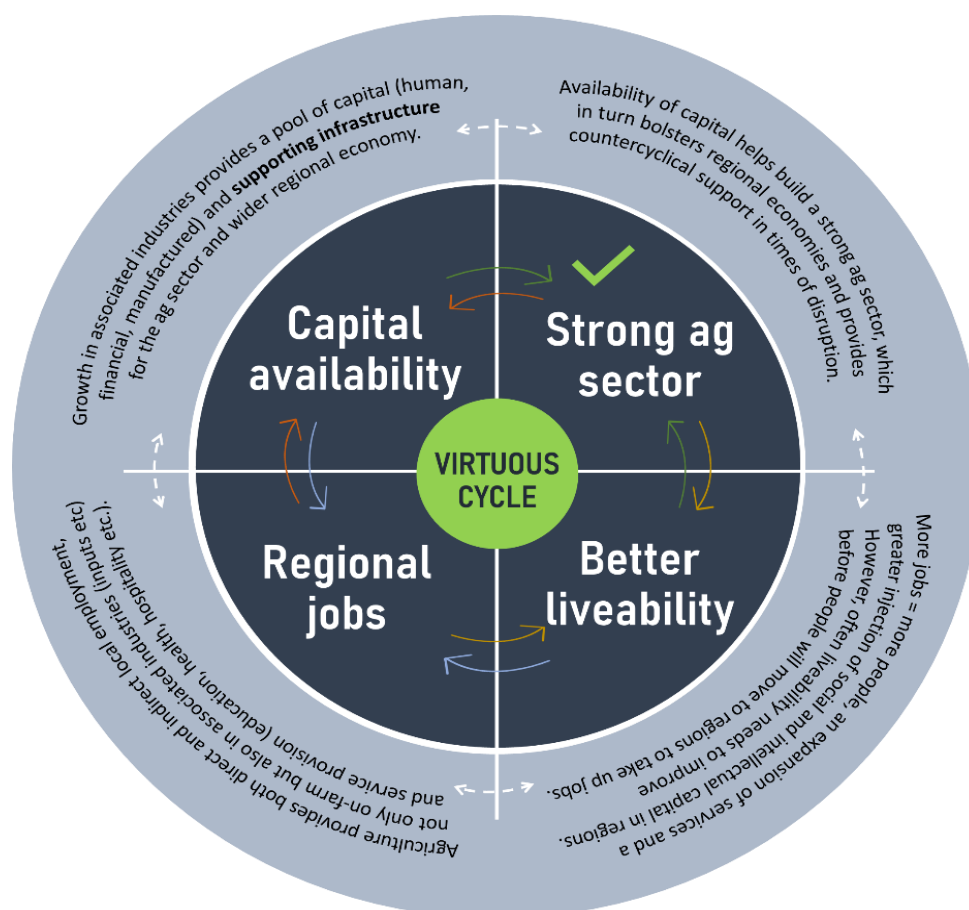 Growth in associated industries provides a pool of capital (human,
financial, manufactured) and supporting infrastructure
for the ag sector and wider regional economy.
Availability of capital helps build a strong ag sector, which
in turn bolsters regional economies and provides
countercyclical support in times of disruption.
Capital
availability
Strong ag
sector
VIRTUOUS
CYCLE
Regional
jobs
Better
liveability
Agriculture provides both direct and indirect local employment,
not only on-farm but also in associated industries (inputs etc)
and service provision (education, health, hospitality etc.).
More jobs = more people, an expansion of services and a
greater injection of social and intellectual capital in regions.
However, often liveability needs to improve
before people will move to regions to take up jobs.